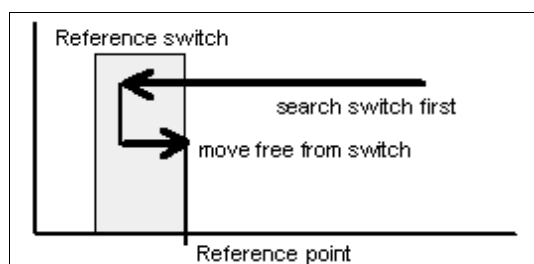 Reference switch
search switch first
move free from switch
Reference point